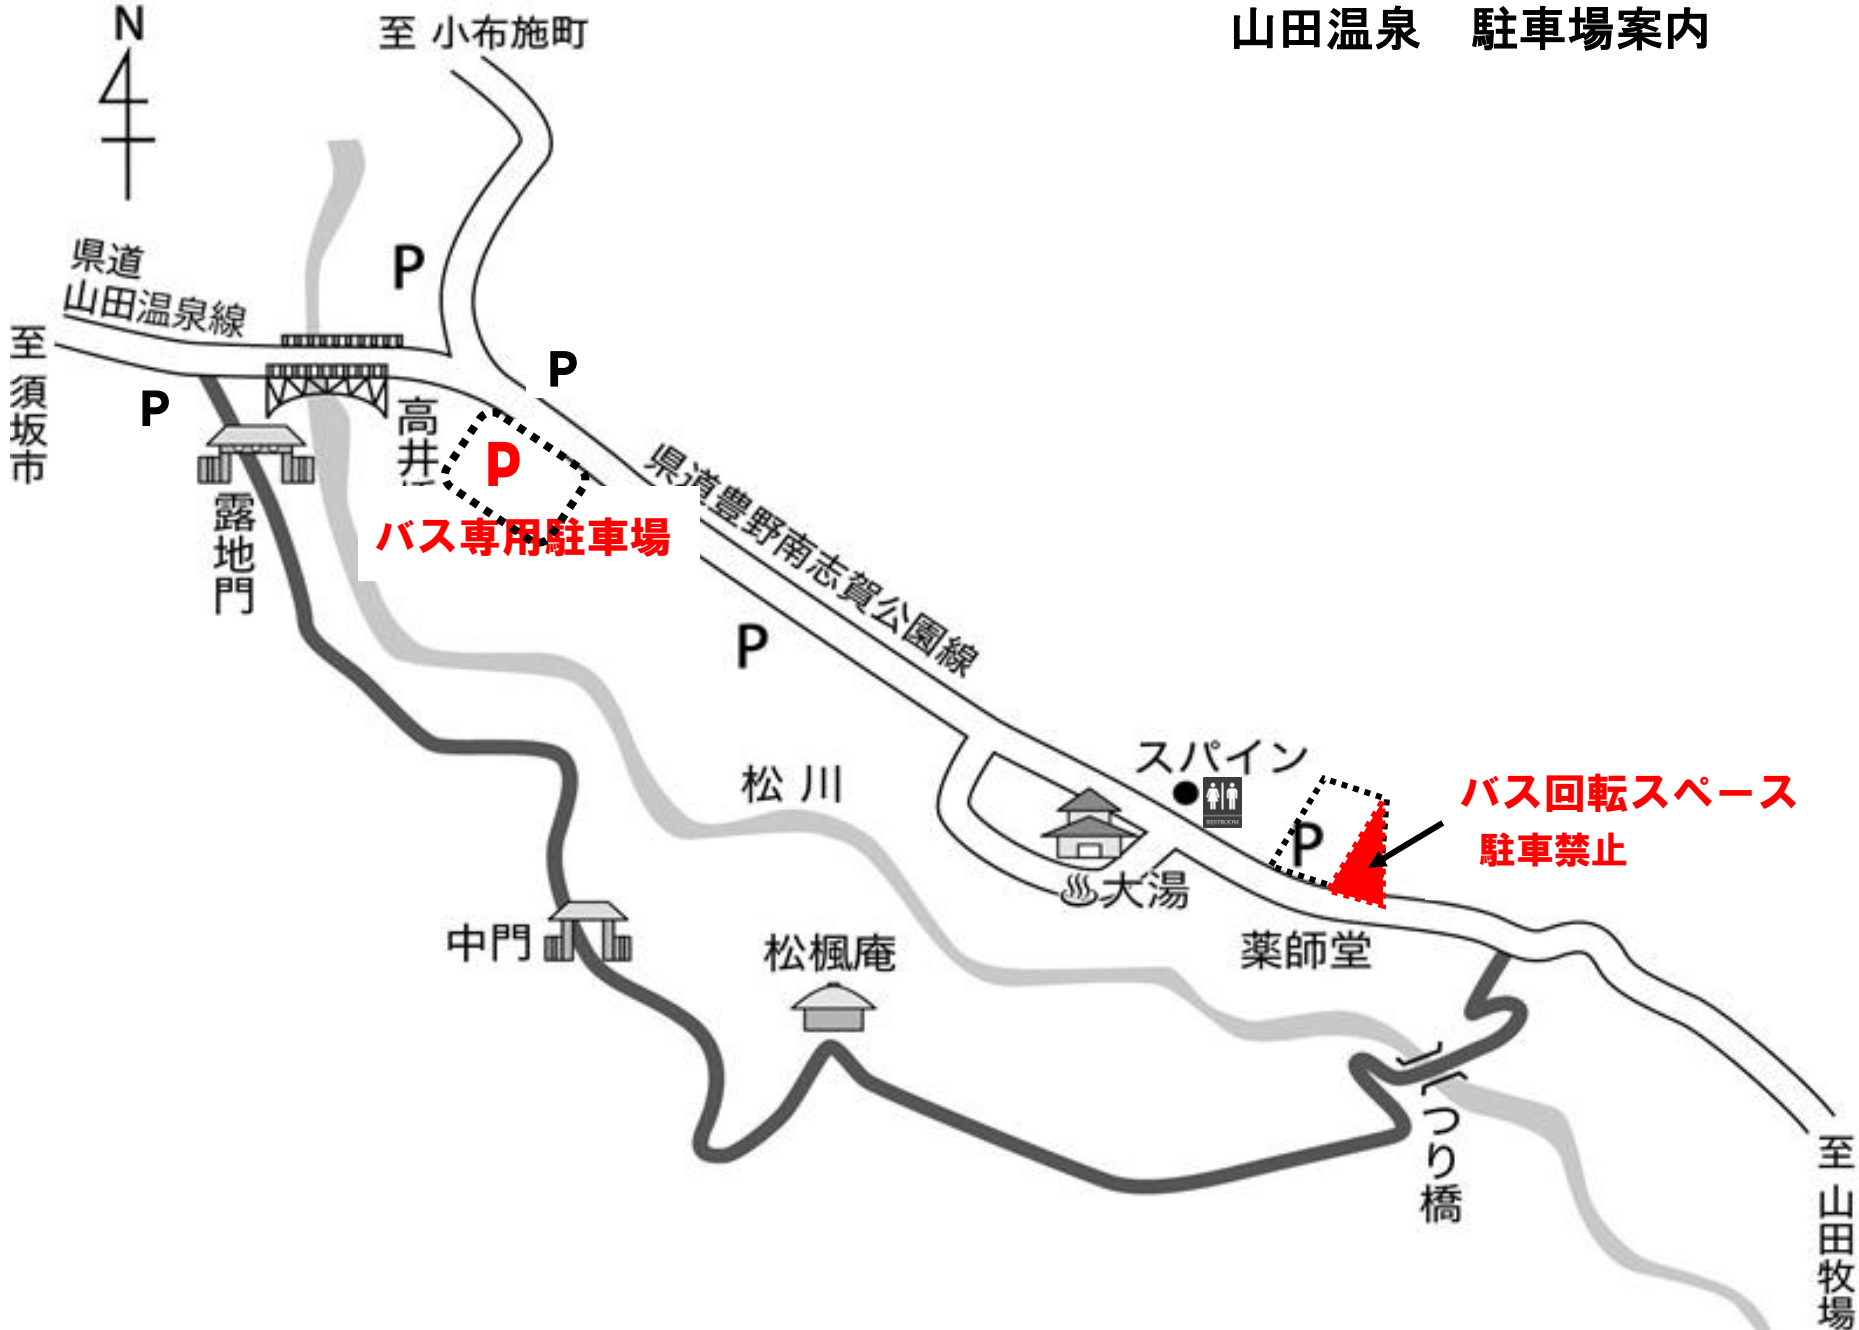 山田温泉　駐車場案内
N
至 小布施町
県道
山田温泉線
P
至 須坂市
P
P
高井
P
バス専用駐車場
県道豊野南志賀公園線
露地門
P
松川
スパイン
RESTROOM
P
バス回転スペース
駐車禁止
大湯
中門
松楓庵
薬師堂
つり橋
至 山田牧場